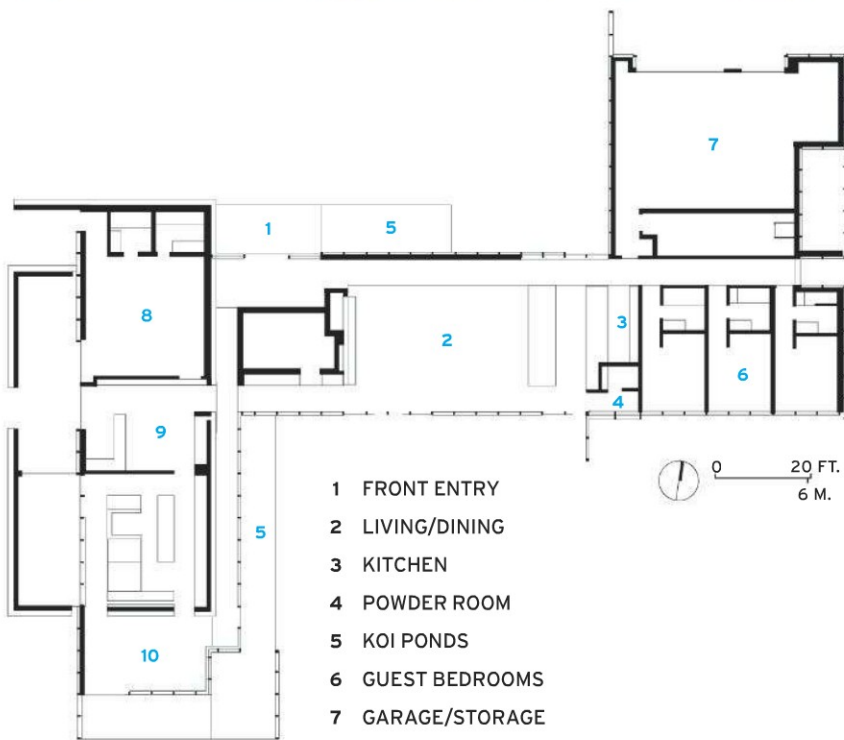 7
1
5
8
2
3
6
4
9
0 20 FT.
6 M.
5
10
1 FRONT ENTRY
2 LIVING/DINING
3 KITCHEN
4 POWDER ROOM
5 KOI PONDS
6 GUEST BEDROOMS
7 GARAGE/STORAGE